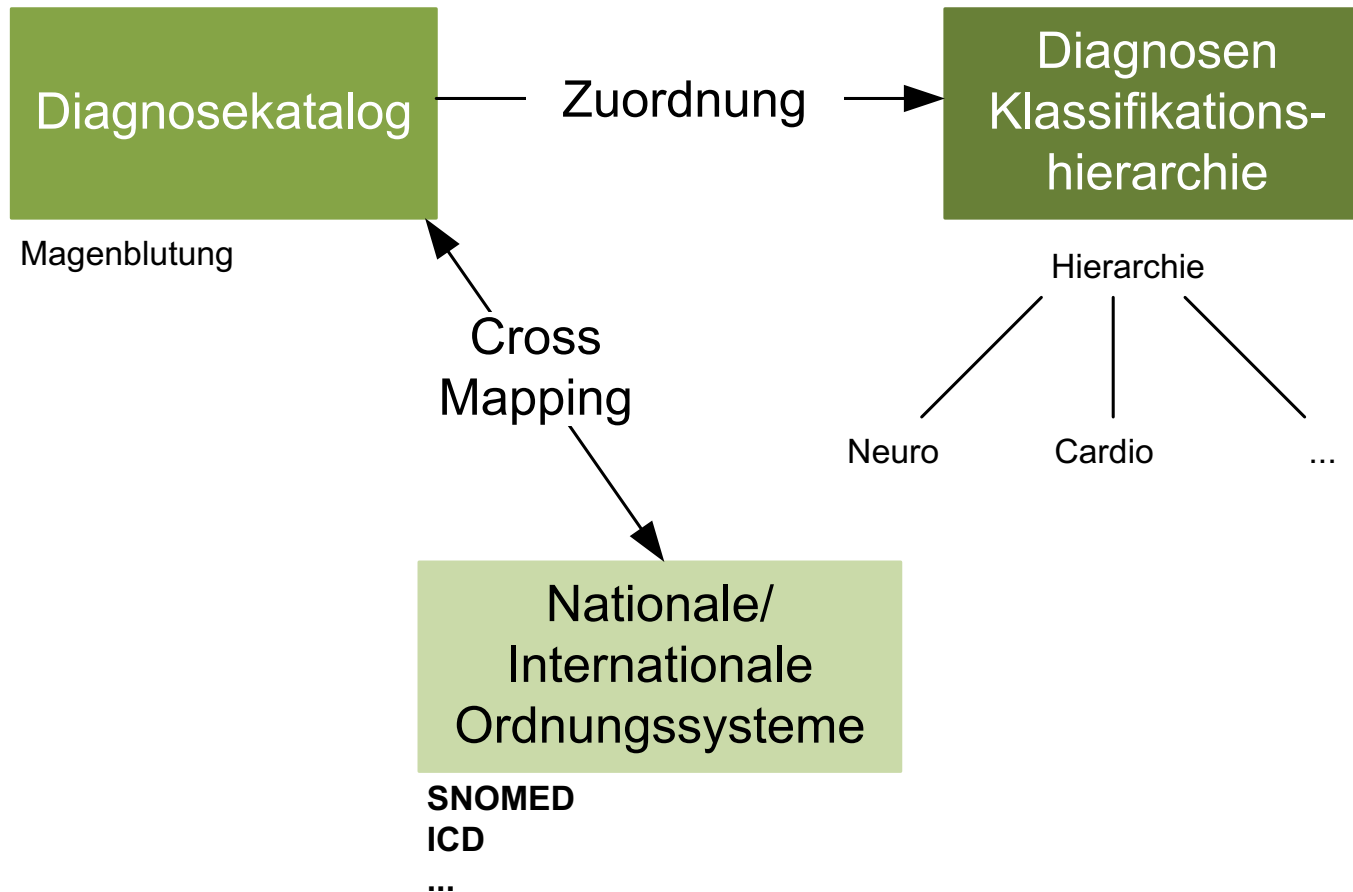 Diagnosekatalog
Zuordnung
Diagnosen
Klassifikations-
hierarchie
Magenblutung
Hierarchie
Cross
Mapping
Neuro
Cardio
...
Nationale/
Internationale
Ordnungssysteme
SNOMED
ICD
...